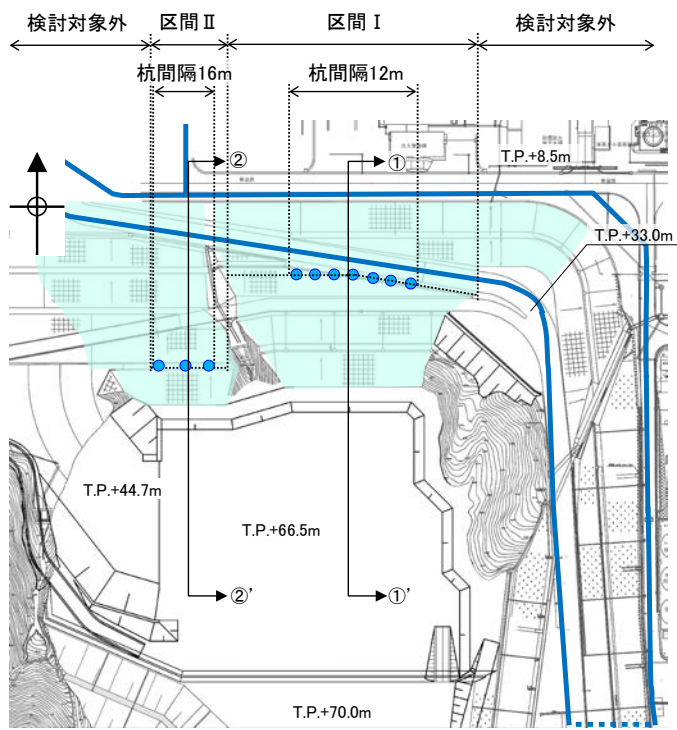 検討対象外
区間Ⅱ
区間Ⅰ
検討対象外
杭間隔16m
杭間隔12m
T.P.+8.5m
②
①
T.P.+33.0m
T.P.+44.7m
T.P.+66.5m
②'
①'
T.P.+70.0m